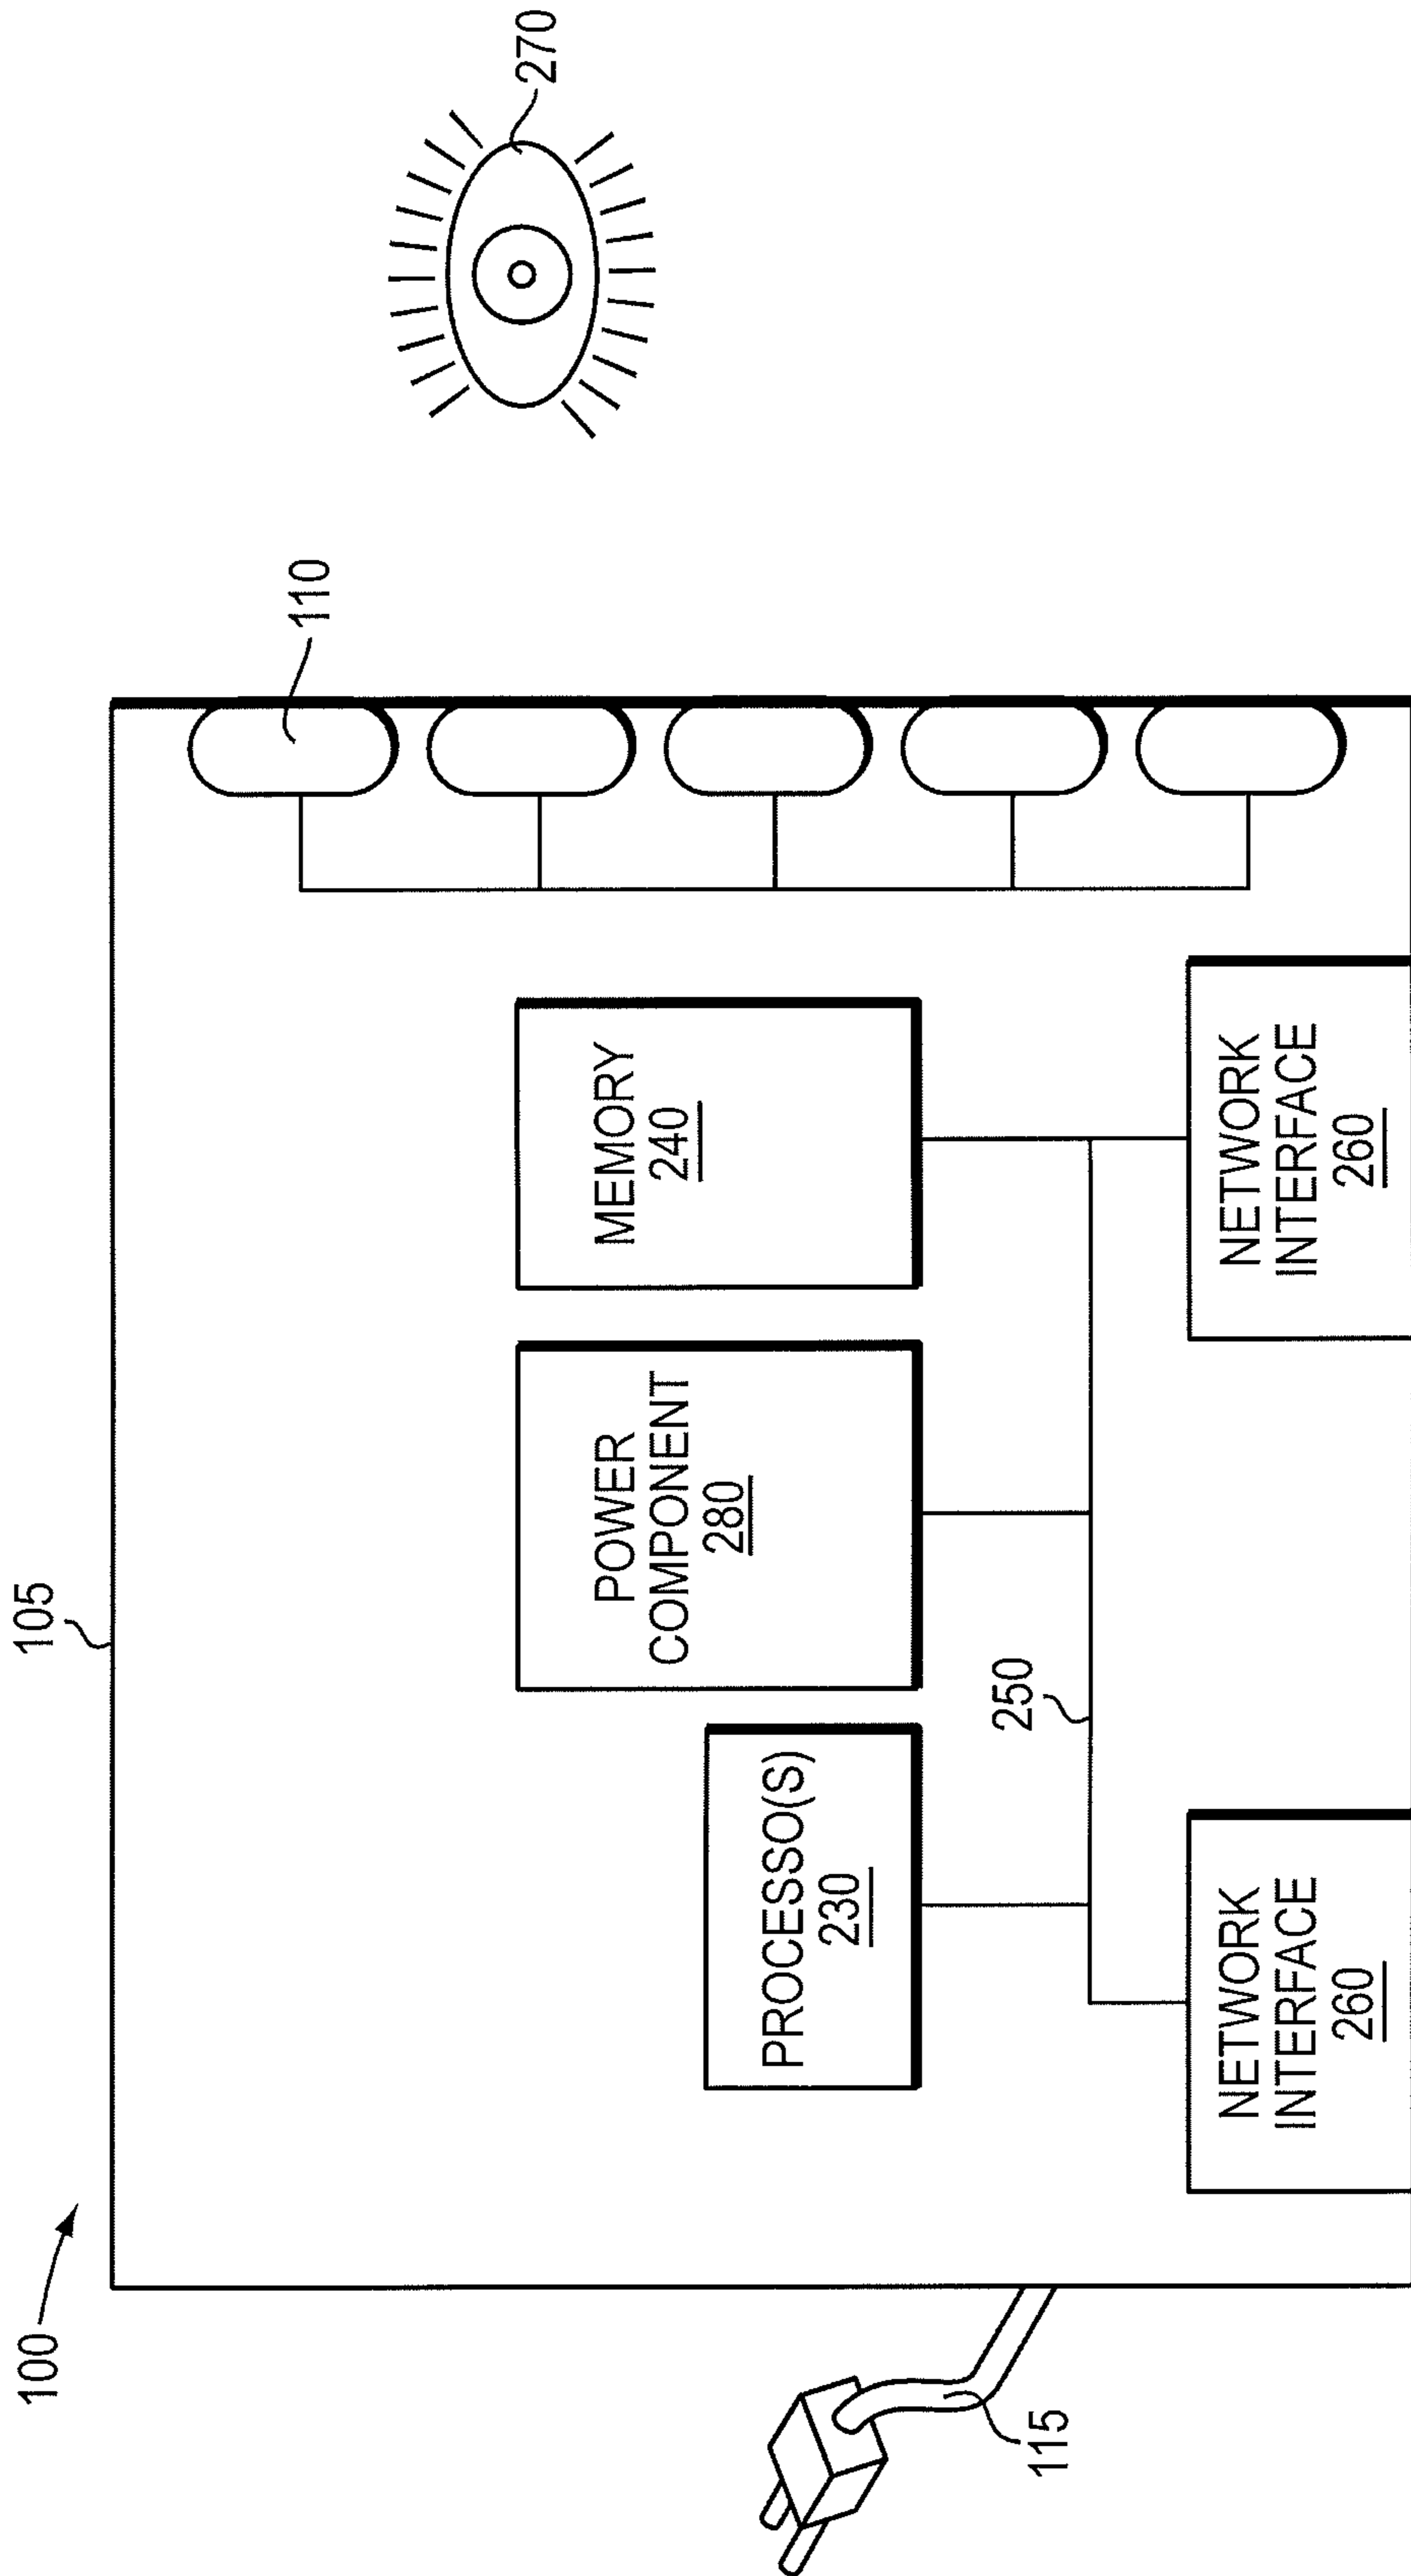 100
105
110
270
115
PROCESSO(S)
230
POWER
COMPONENT
280
MEMORY
240
250
NETWORK
INTERFACE
260
NETWORK
INTERFACE
260